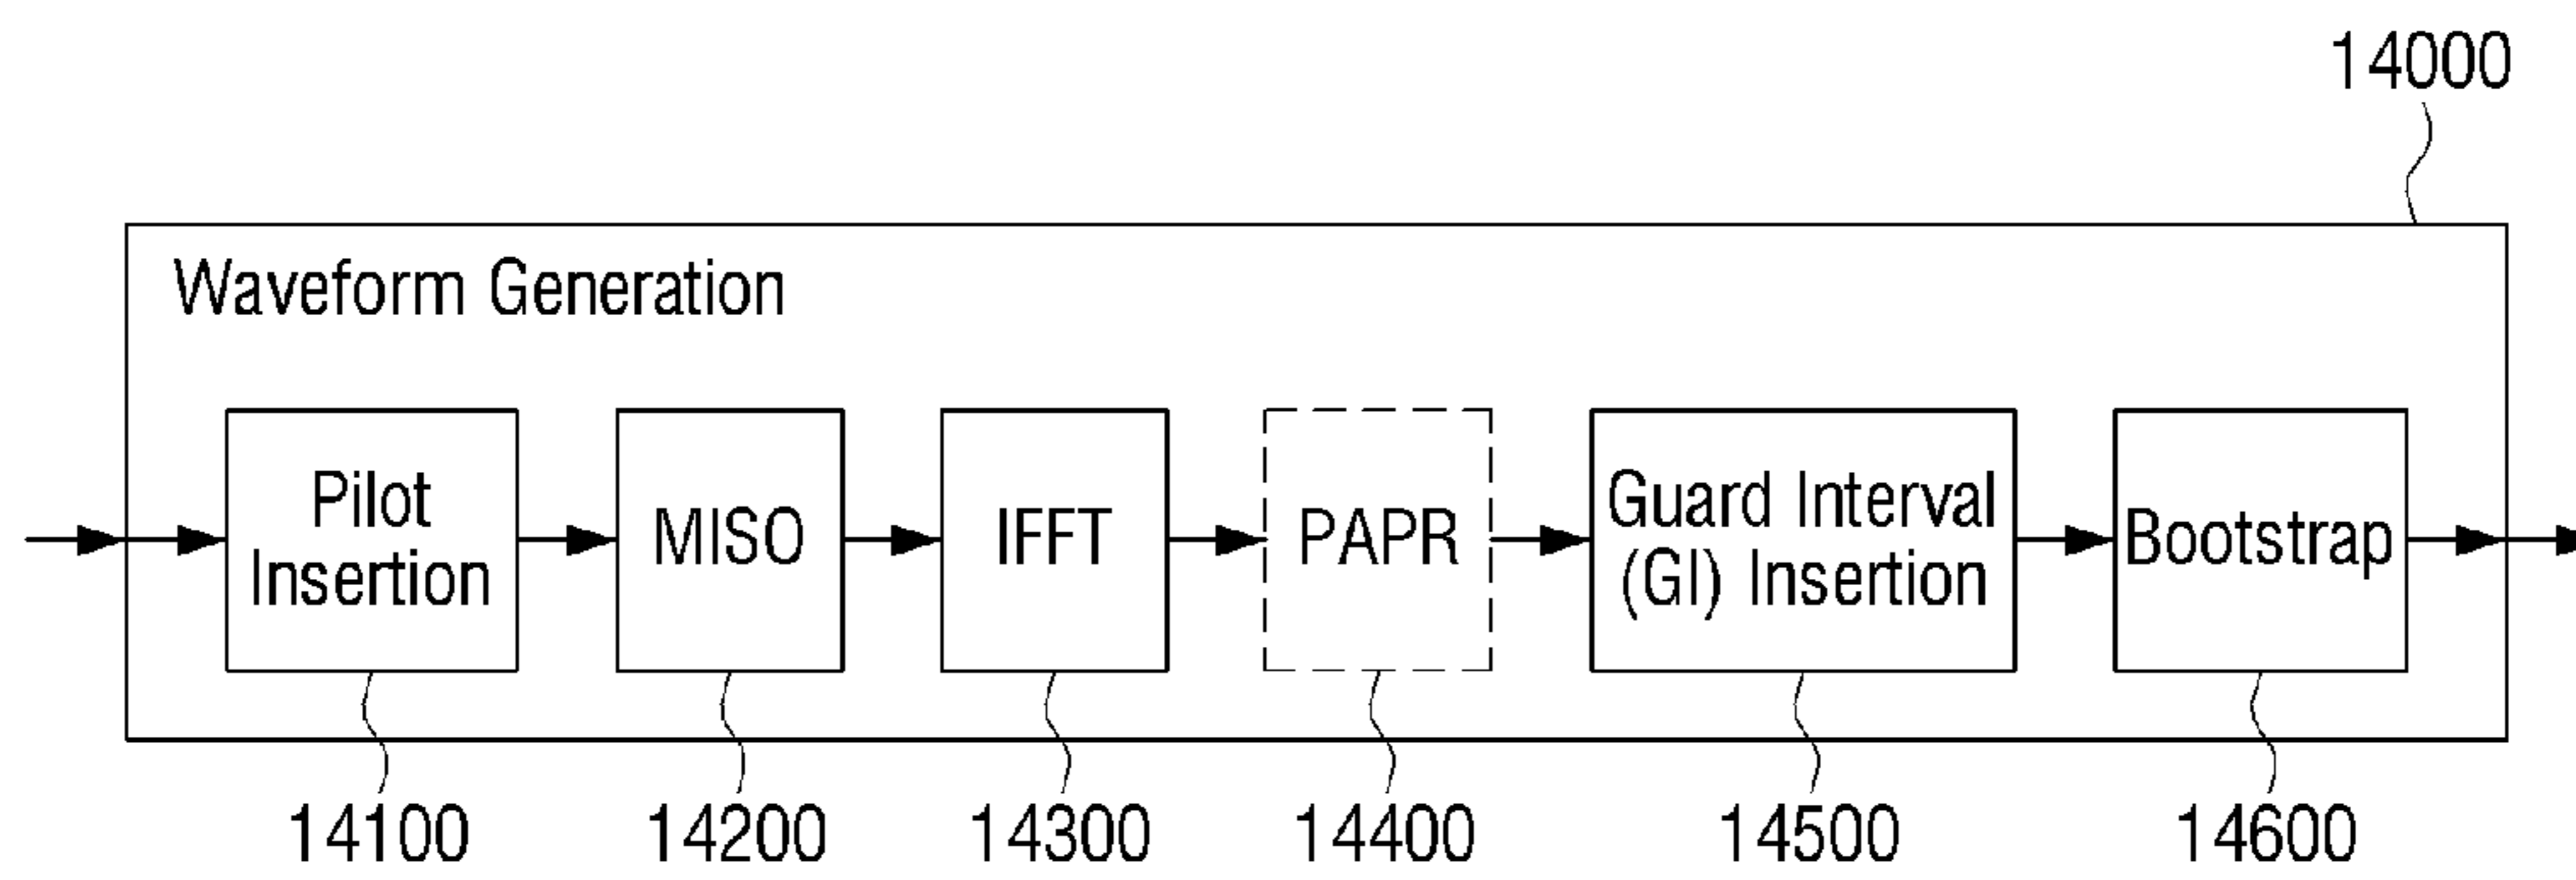 14000
Waveform Generation
Pilot
Insertion
MISO
IFFT
PAPR
Guard Interval
(GI) Insertion
Bootstrap
14100
14200
14300
14400
14500
14600